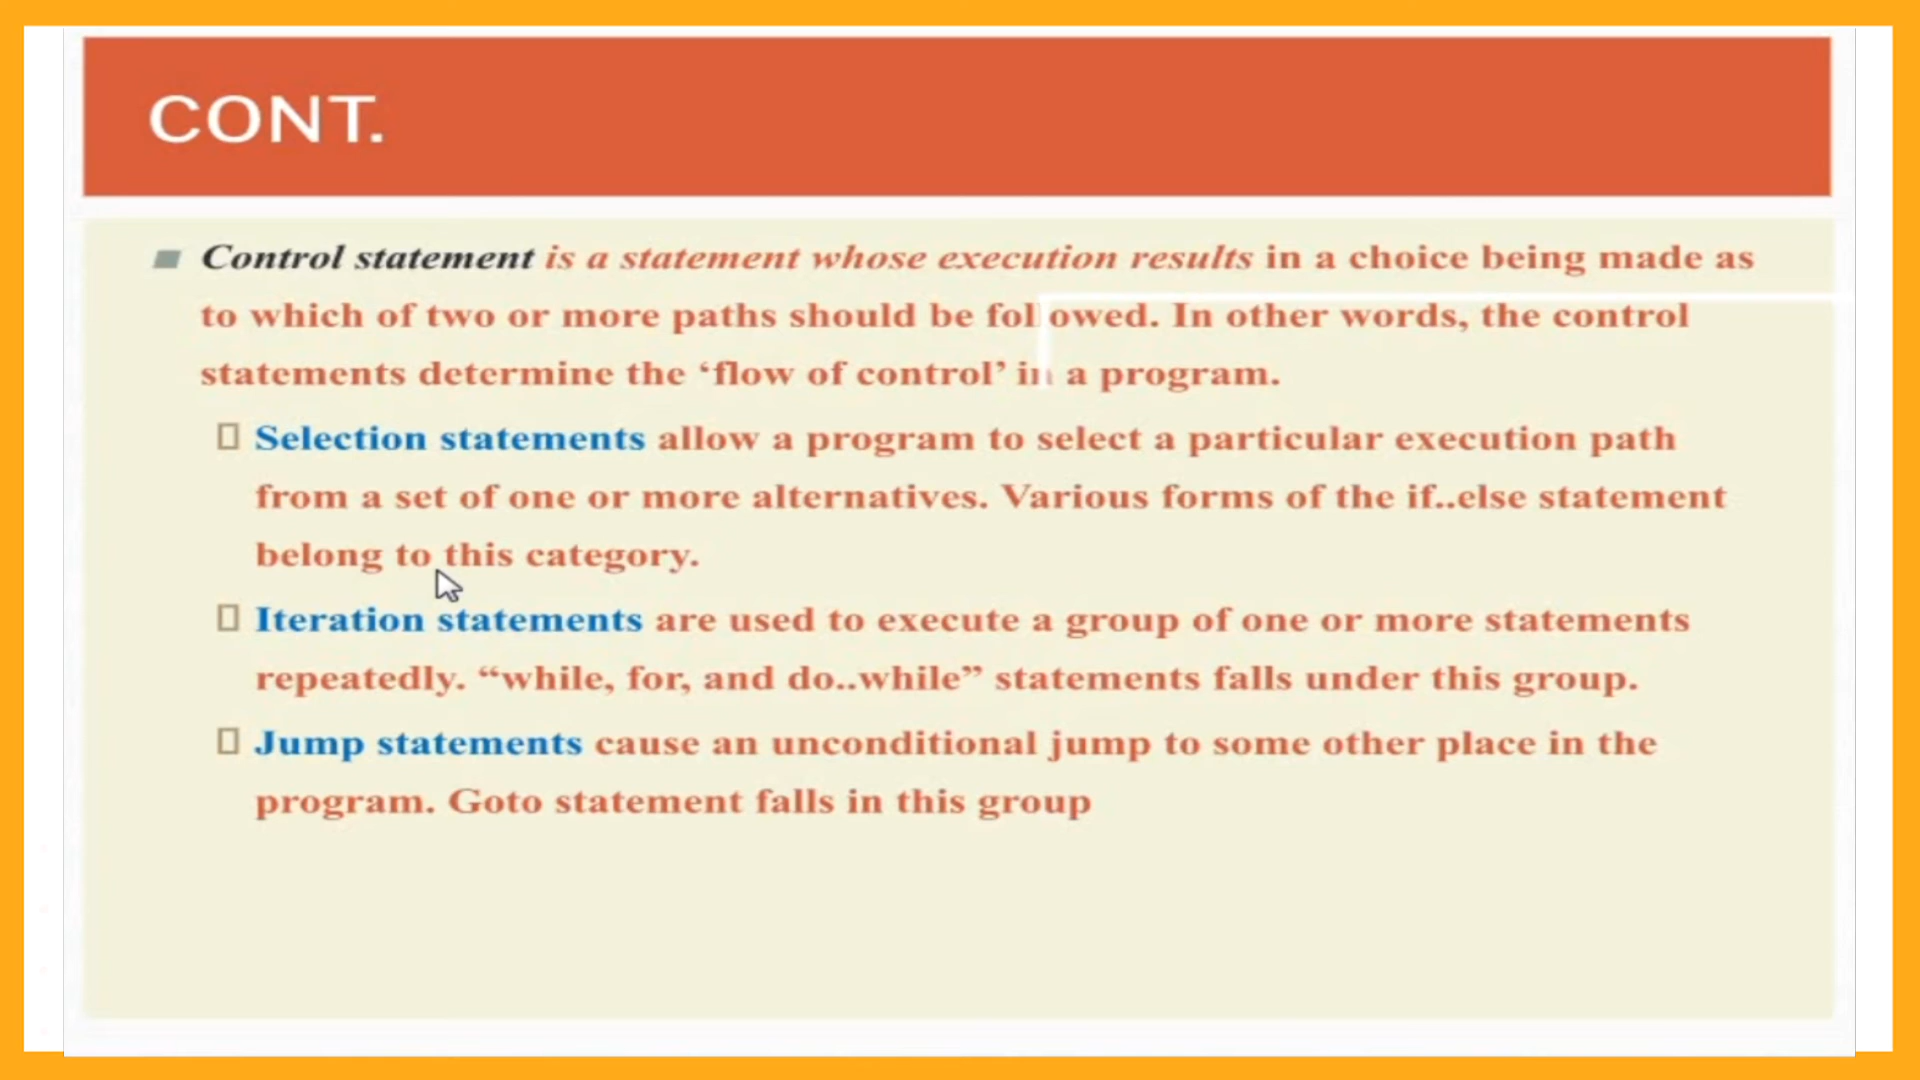 CONT.
Control statement is a statement whose execution results in a choice being made as
to which of two or more paths should be followed. In other words, the control
statements determine the ‘flow of control’ in a program.
Selection statements allow a program to select a particular execution path
from a set of one or more alternatives. Various forms of the if..else statement
belong to this category.
Iteration statements are used to execute a group of one or more statements
repeatedly. “while, for, and do..while” statements falls under this group.
Jump statements cause an unconditional jump to some other place in the
program. Goto statement falls in this group